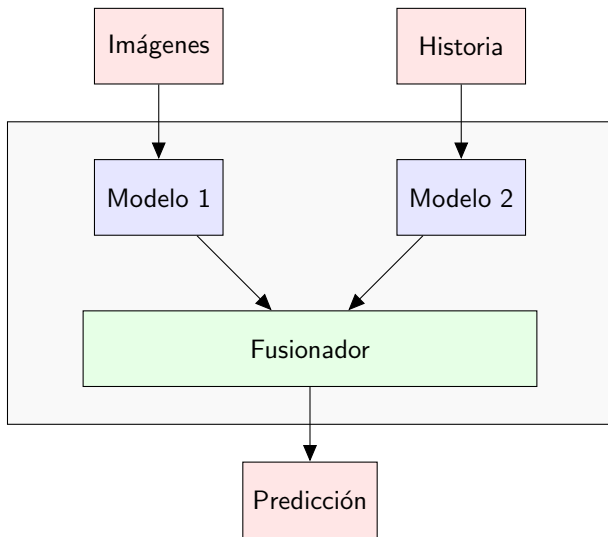 Imágenes
Historia
Modelo 1
Modelo 2
Fusionador
Predicción